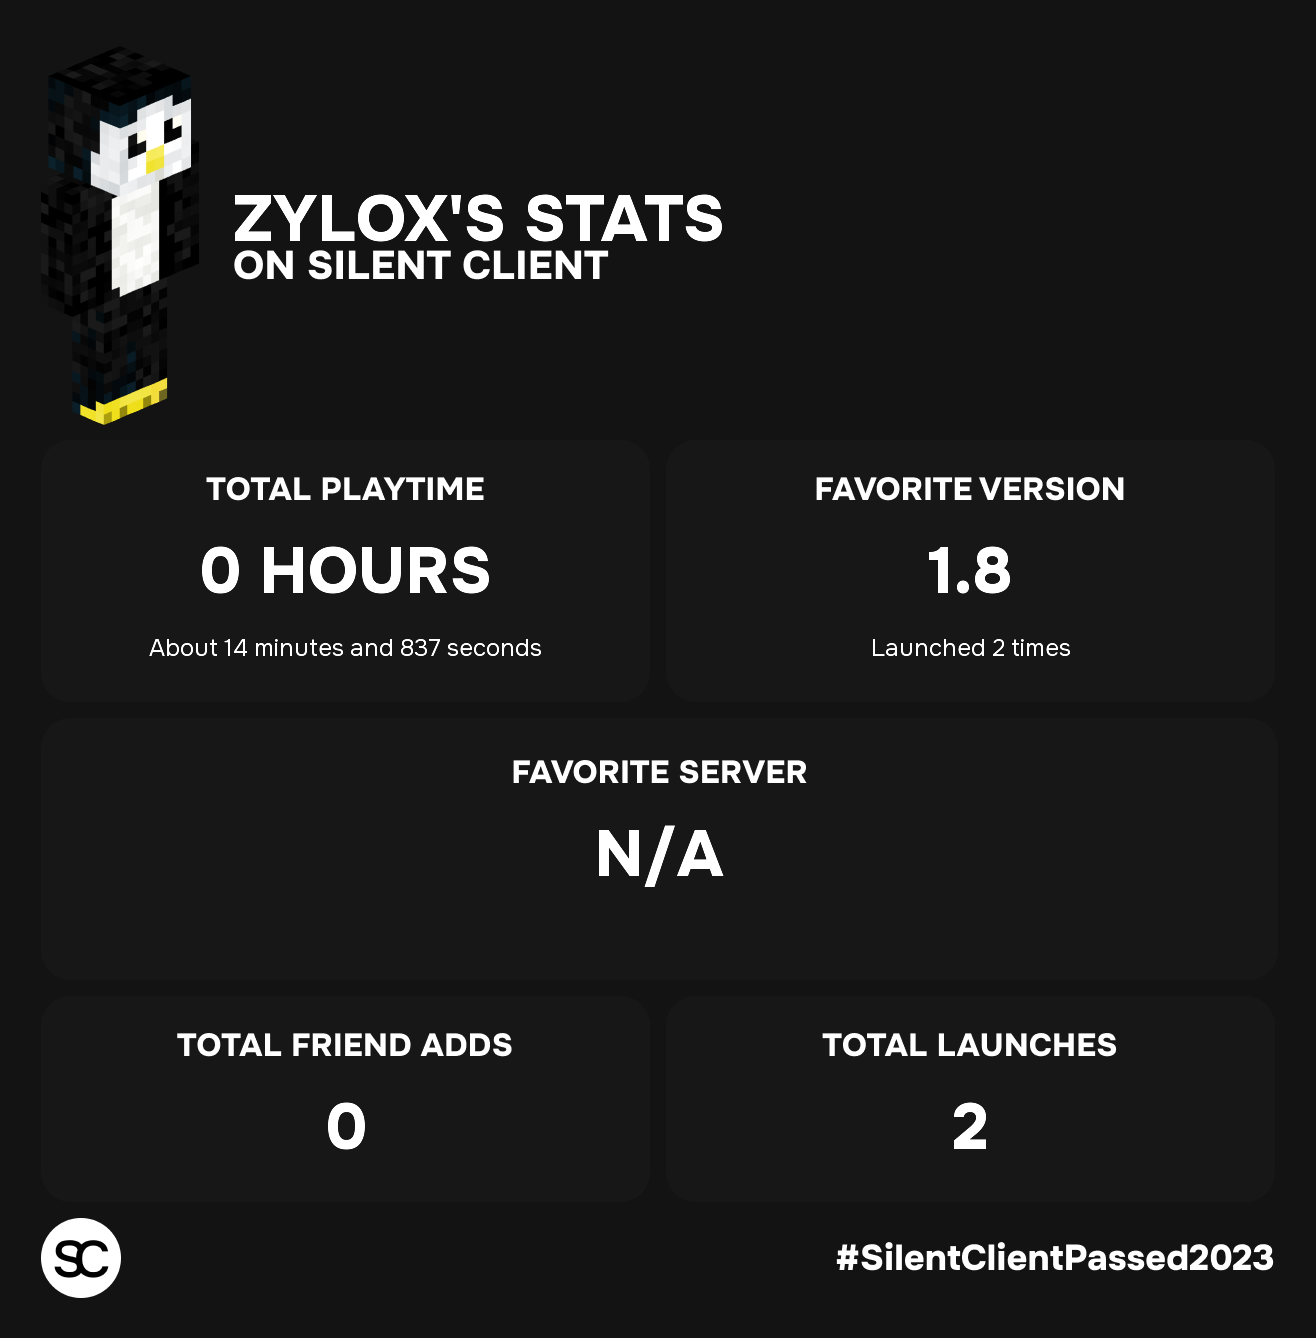 ZYLOX'S STATS
ON SILENT CLIENT
TOTAL PLAYTIME
0 HOURS
About 14 minutes and 837 seconds
FAVORITE VERSION
1.8
Launched 2 times
FAVORITE SERVER
N/A
TOTAL FRIEND ADDS
0
TOTAL LAUNCHES
2
SC
#SilentClientPassed2023